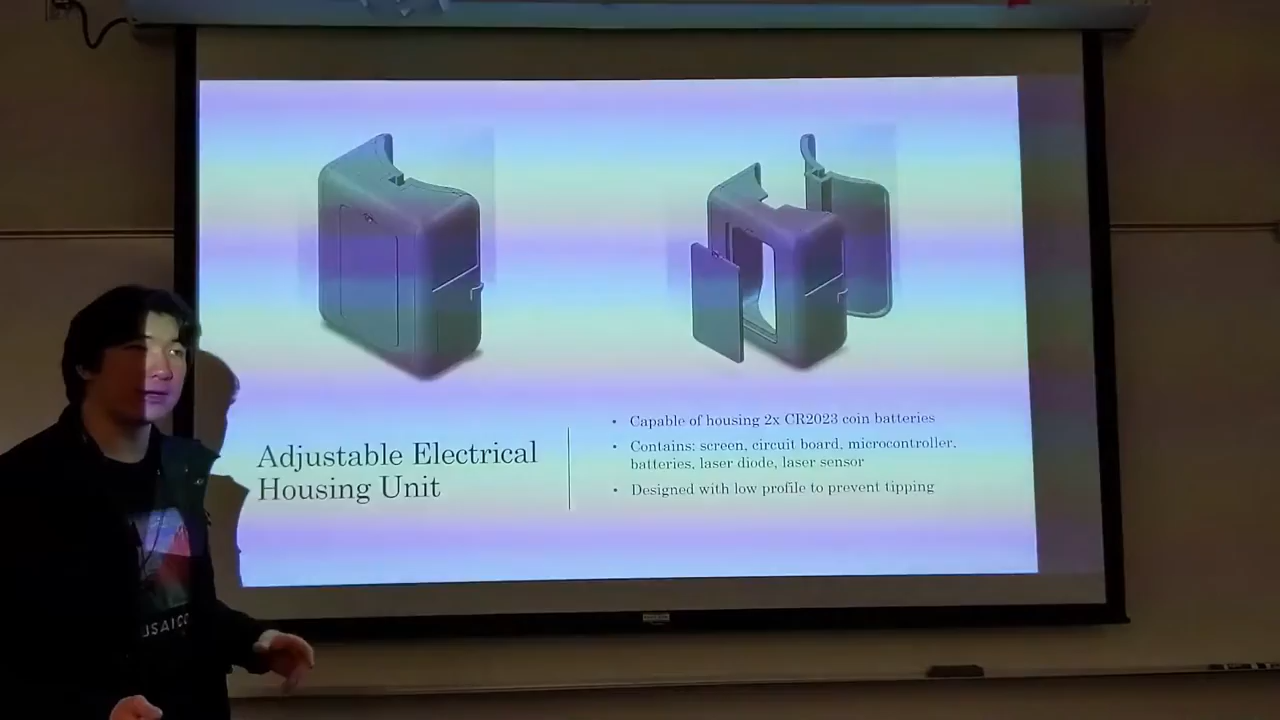 Adjustable Electrical
Housing Unit
• Capable of housing 2x CR2023 coin batteries
• Contains: screen, circuit board, microcontroller,
batteries, laser diode, laser sensor
• Designed with low profile to prevent tipping